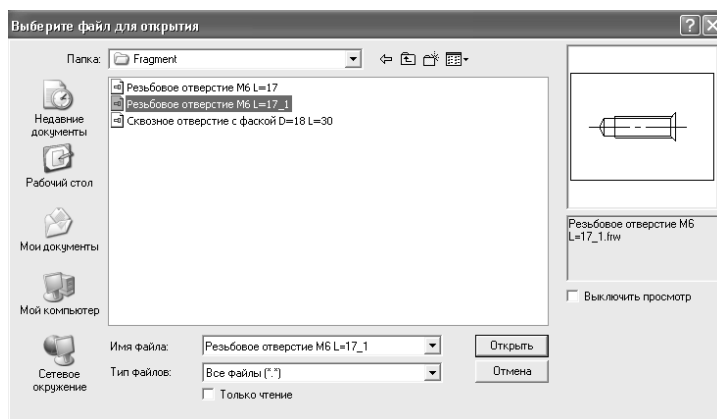 Выберите файл для открытия
Папка: Fragment
Резьбовое отверстие М6 L=17
Резьбовое отверстие М6 L=17_1
Сквозное отверстие с фаской D=18 L=30
Недавние
документы
Рабочий стол
Мои документы
Мой компьютер
Сетевое
окружение
Имя файла: Резьбовое отверстие М6 L=17_1 Открыть
Тип файлов: Все файлы (*.*) Отмена
Только чтение
Резьбовое отверстие М6
L=17_1.frw
Выключить просмотр